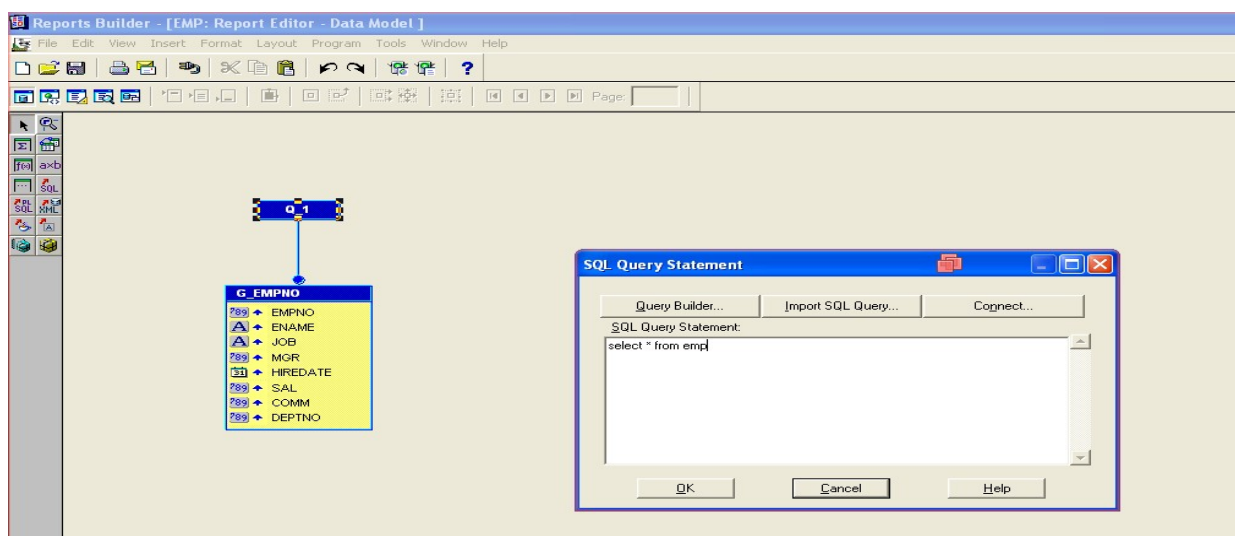 Reports Builder - [EMP: Report Editor - Data Model ]
File Edit View Insert Format Layout Program Tools Window Help
Page:
Q_1
G_EMPNO
EMPNO
ENAME
JOB
MGR
HIREDATE
SAL
COMM
DEPTNO
SQL Query Statement
Query Builder... Import SQL Query... Connect...
SQL Query Statement:
select * from emp
OK Cancel Help